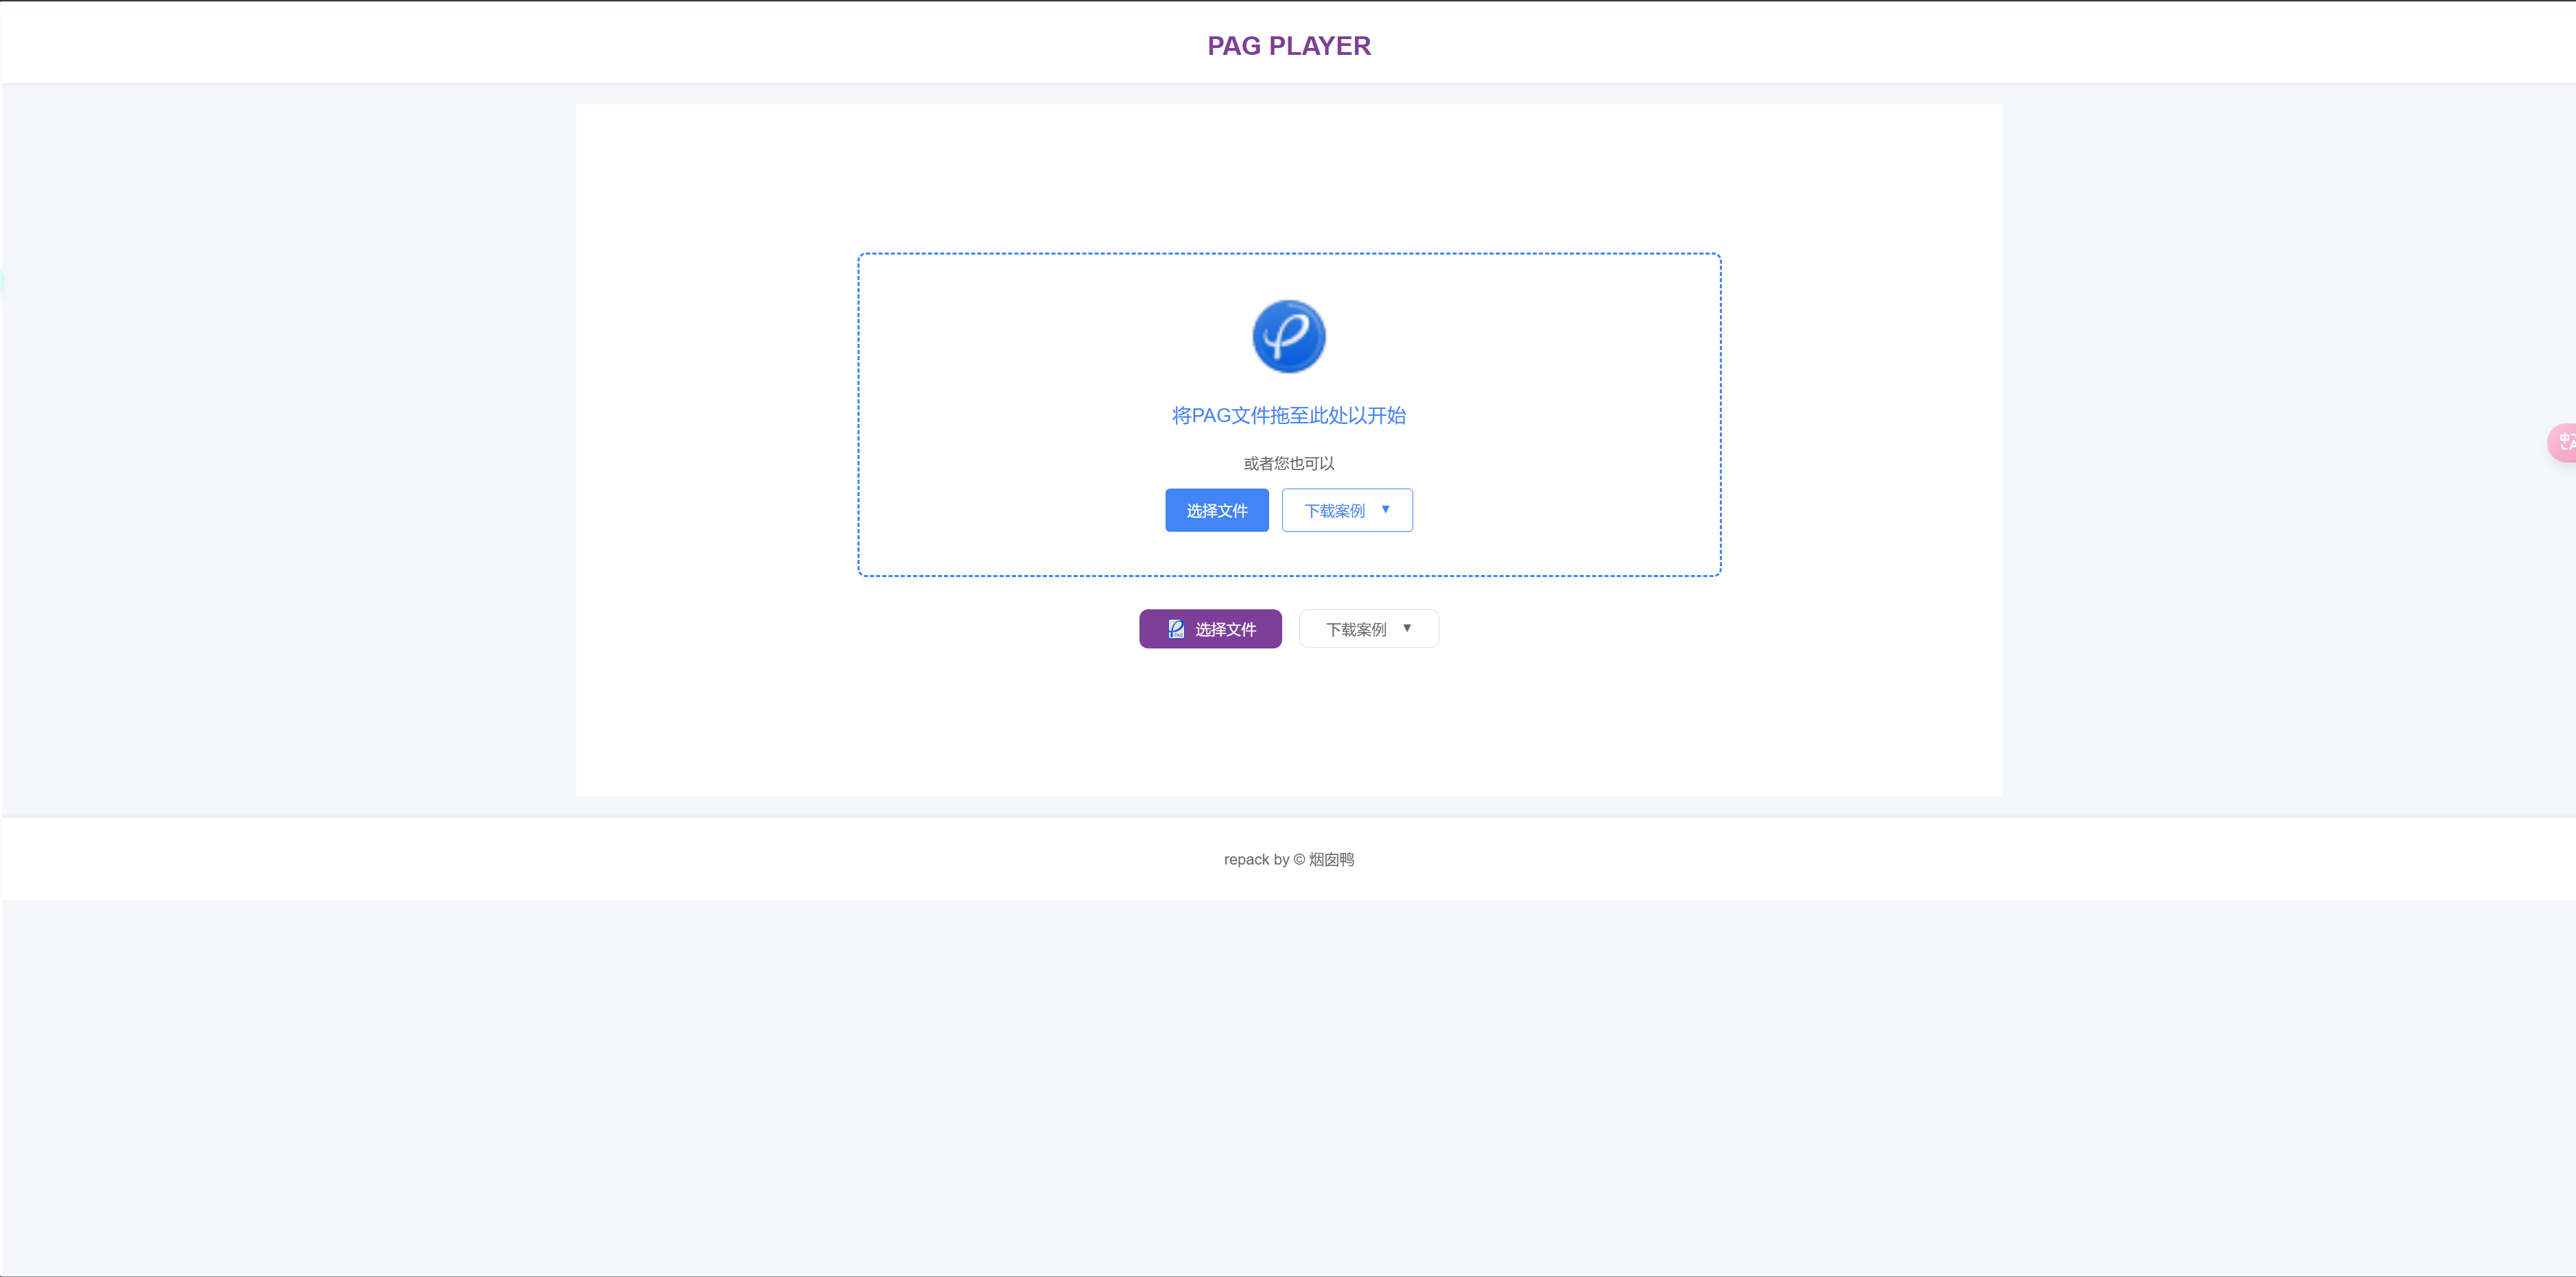 PAG PLAYER
将PAG文件拖至此处以开始
或者您也可以
选择文件 下载案例 ▼
选择文件 下载案例 ▼
repack by © 烟囱鸭